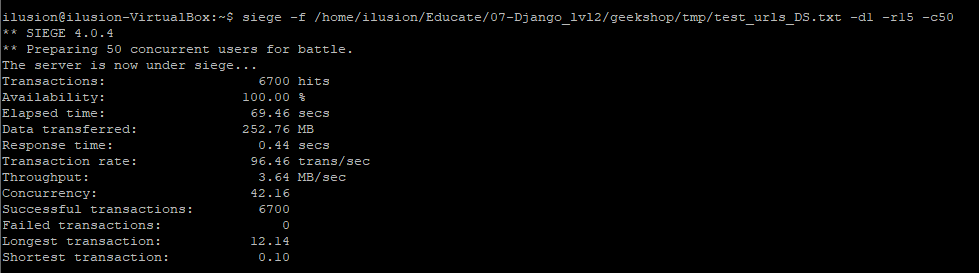 ilusion@ilusion-VirtualBox:~$ siege -f /home/ilusion/Educate/07-Django_lvl2/geekshop/tmp/test_urls_DS.txt -d1 -r15 -c50
** SIEGE 4.0.4
** Preparing 50 concurrent users for battle.
The server is now under siege...
Transactions: 6700 hits
Availability: 100.00 %
Elapsed time: 69.46 secs
Data transferred: 252.76 MB
Response time: 0.44 secs
Transaction rate: 96.46 trans/sec
Throughput: 3.64 MB/sec
Concurrency: 42.16
Successful transactions: 6700
Failed transactions: 0
Longest transaction: 12.14
Shortest transaction: 0.10